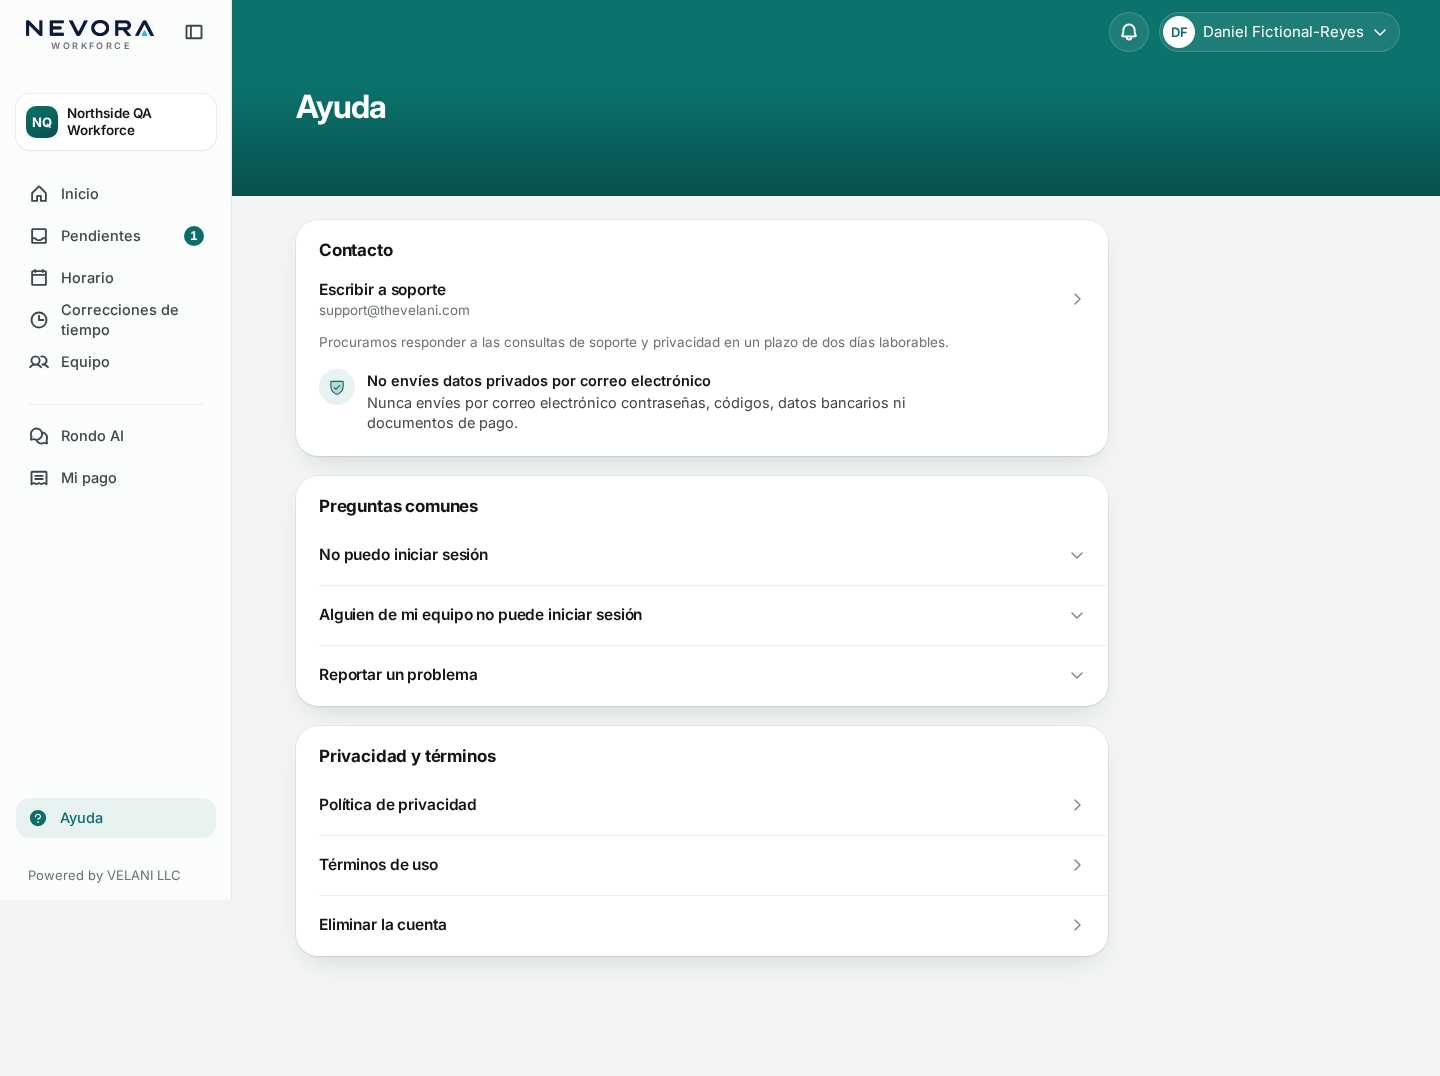 NEVORA
WORKFORCE
DF
Daniel Fictional-Reyes
Ayuda
NQ
Northside QA
Workforce
Inicio
Pendientes
1
Horario
Correcciones de
tiempo
Equipo
Rondo AI
Mi pago
Ayuda
Powered by VELANI LLC
Contacto
Escribir a soporte
support@thevelani.com
Procuramos responder a las consultas de soporte y privacidad en un plazo de dos días laborables.
No envíes datos privados por correo electrónico
Nunca envíes por correo electrónico contraseñas, códigos, datos bancarios ni
documentos de pago.
Preguntas comunes
No puedo iniciar sesión
Alguien de mi equipo no puede iniciar sesión
Reportar un problema
Privacidad y términos
Política de privacidad
Términos de uso
Eliminar la cuenta